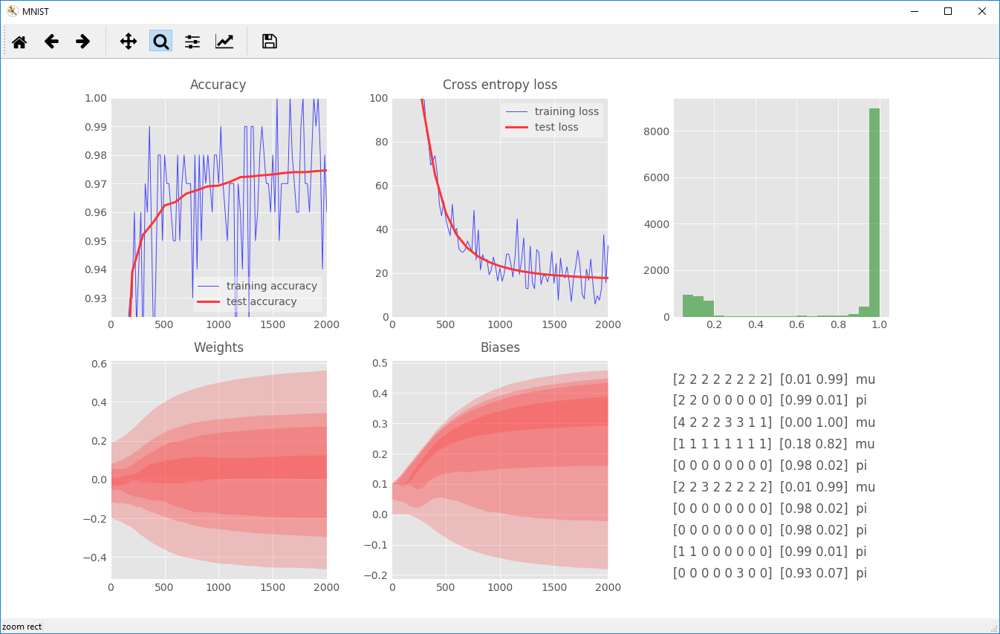 MNIST
Accuracy
1.00
0.99
0.98
0.97
0.96
0.95
0.94
0.93
training accuracy
test accuracy
0 500 1000 1500 2000
Cross entropy loss
100
80
60
40
20
0
training loss
test loss
0 500 1000 1500 2000
8000
6000
4000
2000
0
0.2 0.4 0.6 0.8 1.0
Weights
0.6
0.4
0.2
0.0
−0.2
−0.4
0 500 1000 1500 2000
Biases
0.5
0.4
0.3
0.2
0.1
0.0
−0.1
−0.2
0 500 1000 1500 2000
[2 2 2 2 2 2 2 2] [0.01 0.99] mu
[2 2 0 0 0 0 0 0] [0.99 0.01] pi
[4 2 2 2 3 3 1 1] [0.00 1.00] mu
[1 1 1 1 1 1 1 1] [0.18 0.82] mu
[0 0 0 0 0 0 0 0] [0.98 0.02] pi
[2 2 3 2 2 2 2 2] [0.01 0.99] mu
[0 0 0 0 0 0 0 0] [0.98 0.02] pi
[0 0 0 0 0 0 0 0] [0.98 0.02] pi
[1 1 0 0 0 0 0 0] [0.99 0.01] pi
[0 0 0 0 0 3 0 0] [0.93 0.07] pi
zoom rect